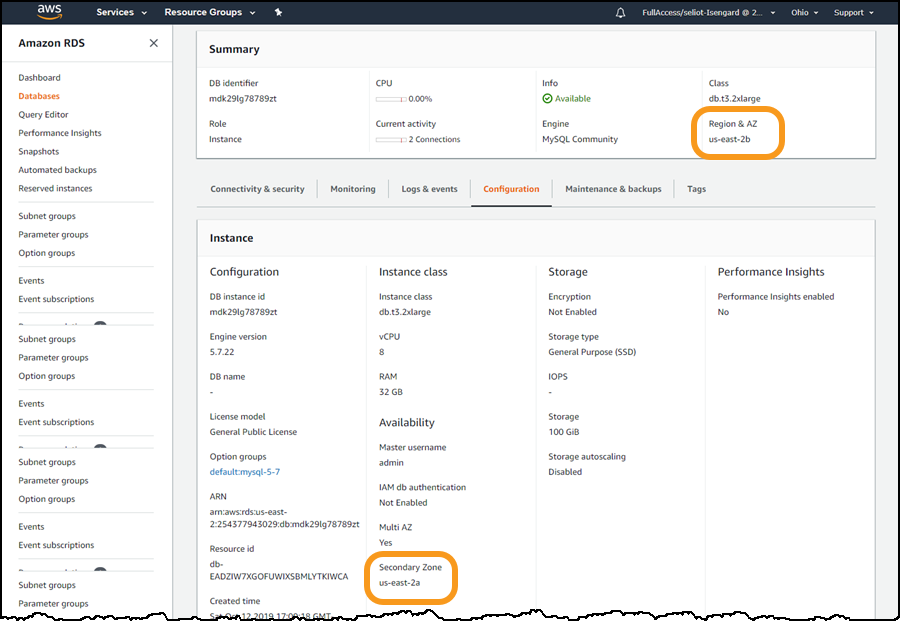 aws Services Resource Groups FullAccess/seliot-Isengard @ 2... Ohio Support
Amazon RDS
Dashboard
Databases
Query Editor
Performance Insights
Snapshots
Automated backups
Reserved instances
Subnet groups
Parameter groups
Option groups
Events
Event subscriptions
Subnet groups
Parameter groups
Option groups
Events
Event subscriptions
Subnet groups
Parameter groups
Option groups
Events
Event subscriptions
Subnet groups
Parameter groups
Summary
DB identifier
mdk29lg78789zt
CPU
0.00%
Info
Available
Class
db.t3.2xlarge
Role
Instance
Current activity
2 Connections
Engine
MySQL Community
Region & AZ
us-east-2b
Connectivity & security Monitoring Logs & events Configuration Maintenance & backups Tags
Instance
Configuration
DB instance id
mdk29lg78789zt
Engine version
5.7.22
DB name
-
License model
General Public License
Option groups
default:mysql-5-7
ARN
arn:aws:rds:us-east-
2:254377943029:db:mdk29lg78789zt
Resource id
db-
EADZIW7XGOFUWIXSBMLYTKIWCA
Created time
Sat Oct 12 2019 17:00:18 GMT
Instance class
Instance class
db.t3.2xlarge
vCPU
8
RAM
32 GB
Availability
Master username
admin
IAM db authentication
Not Enabled
Multi AZ
Yes
Secondary Zone
us-east-2a
Storage
Encryption
Not Enabled
Storage type
General Purpose (SSD)
IOPS
-
Storage
100 GiB
Storage autoscaling
Disabled
Performance Insights
Performance Insights enabled
No